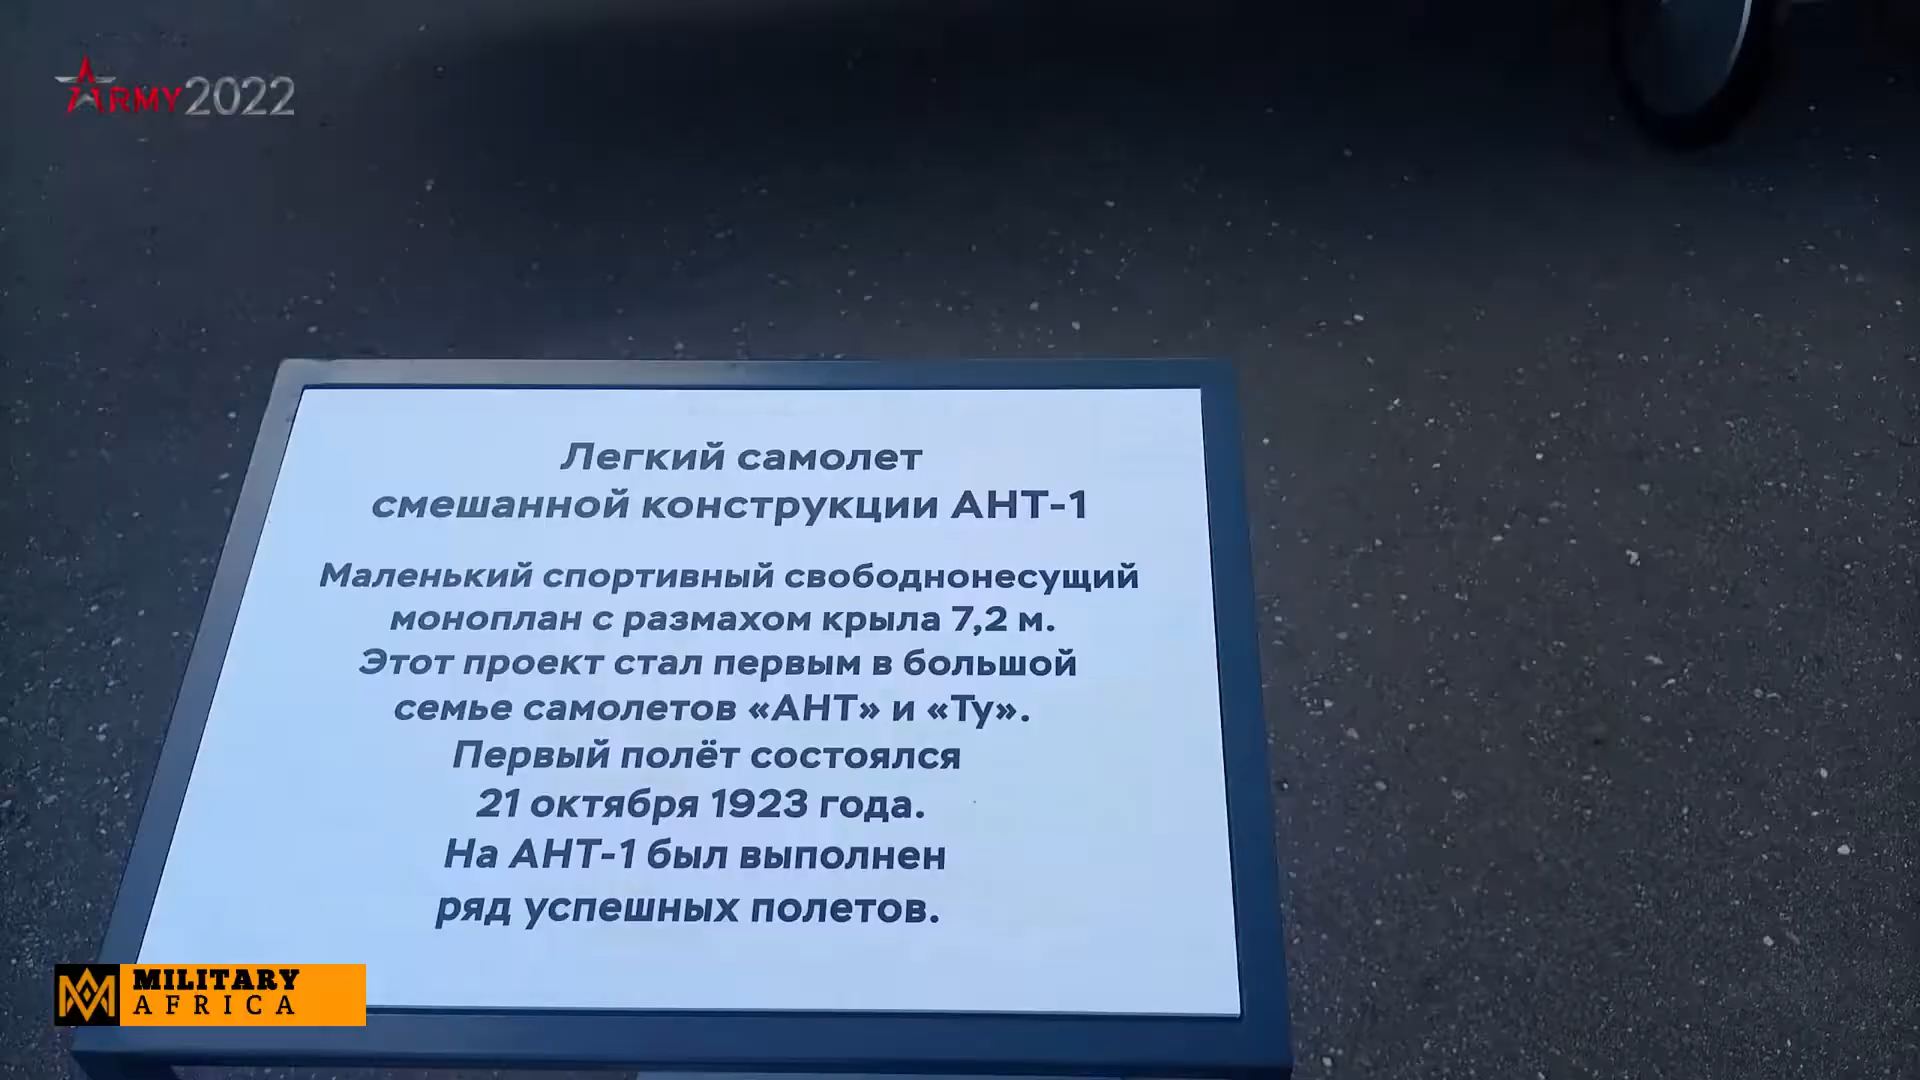 ARMY2022
Легкий самолет
смешанной конструкции АНТ-1
Маленький спортивный свободнонесущий
моноплан с размахом крыла 7,2 м.
Этот проект стал первым в большой
семье самолетов «АНТ» и «Ту».
Первый полёт состоялся
21 октября 1923 года.
На АНТ-1 был выполнен
ряд успешных полетов.
MILITARY
AFRICA